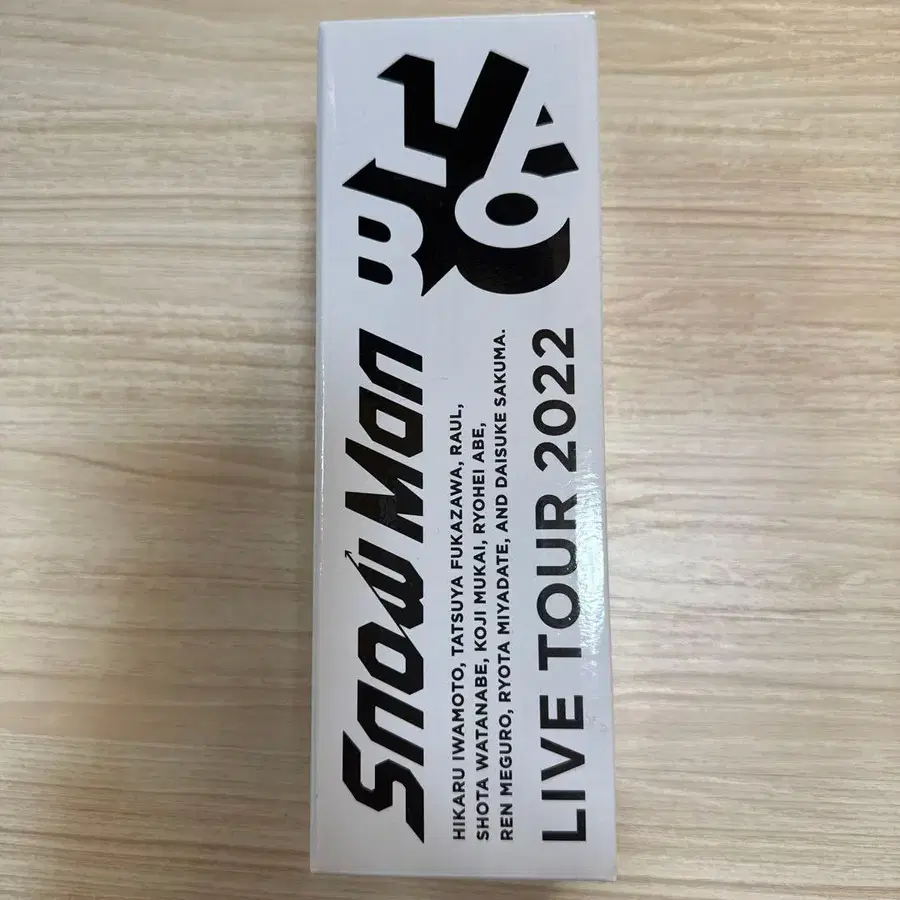 Snow Man
HIKARU IWAMOTO, TATSUYA FUKAZAWA, RAUL,
SHOTA WATANABE, KOJI MUKAI, RYOHEI ABE,
REN MEGURO, RYOTA MIYADATE, AND DAISUKE SAKUMA.
LIVE TOUR 2022